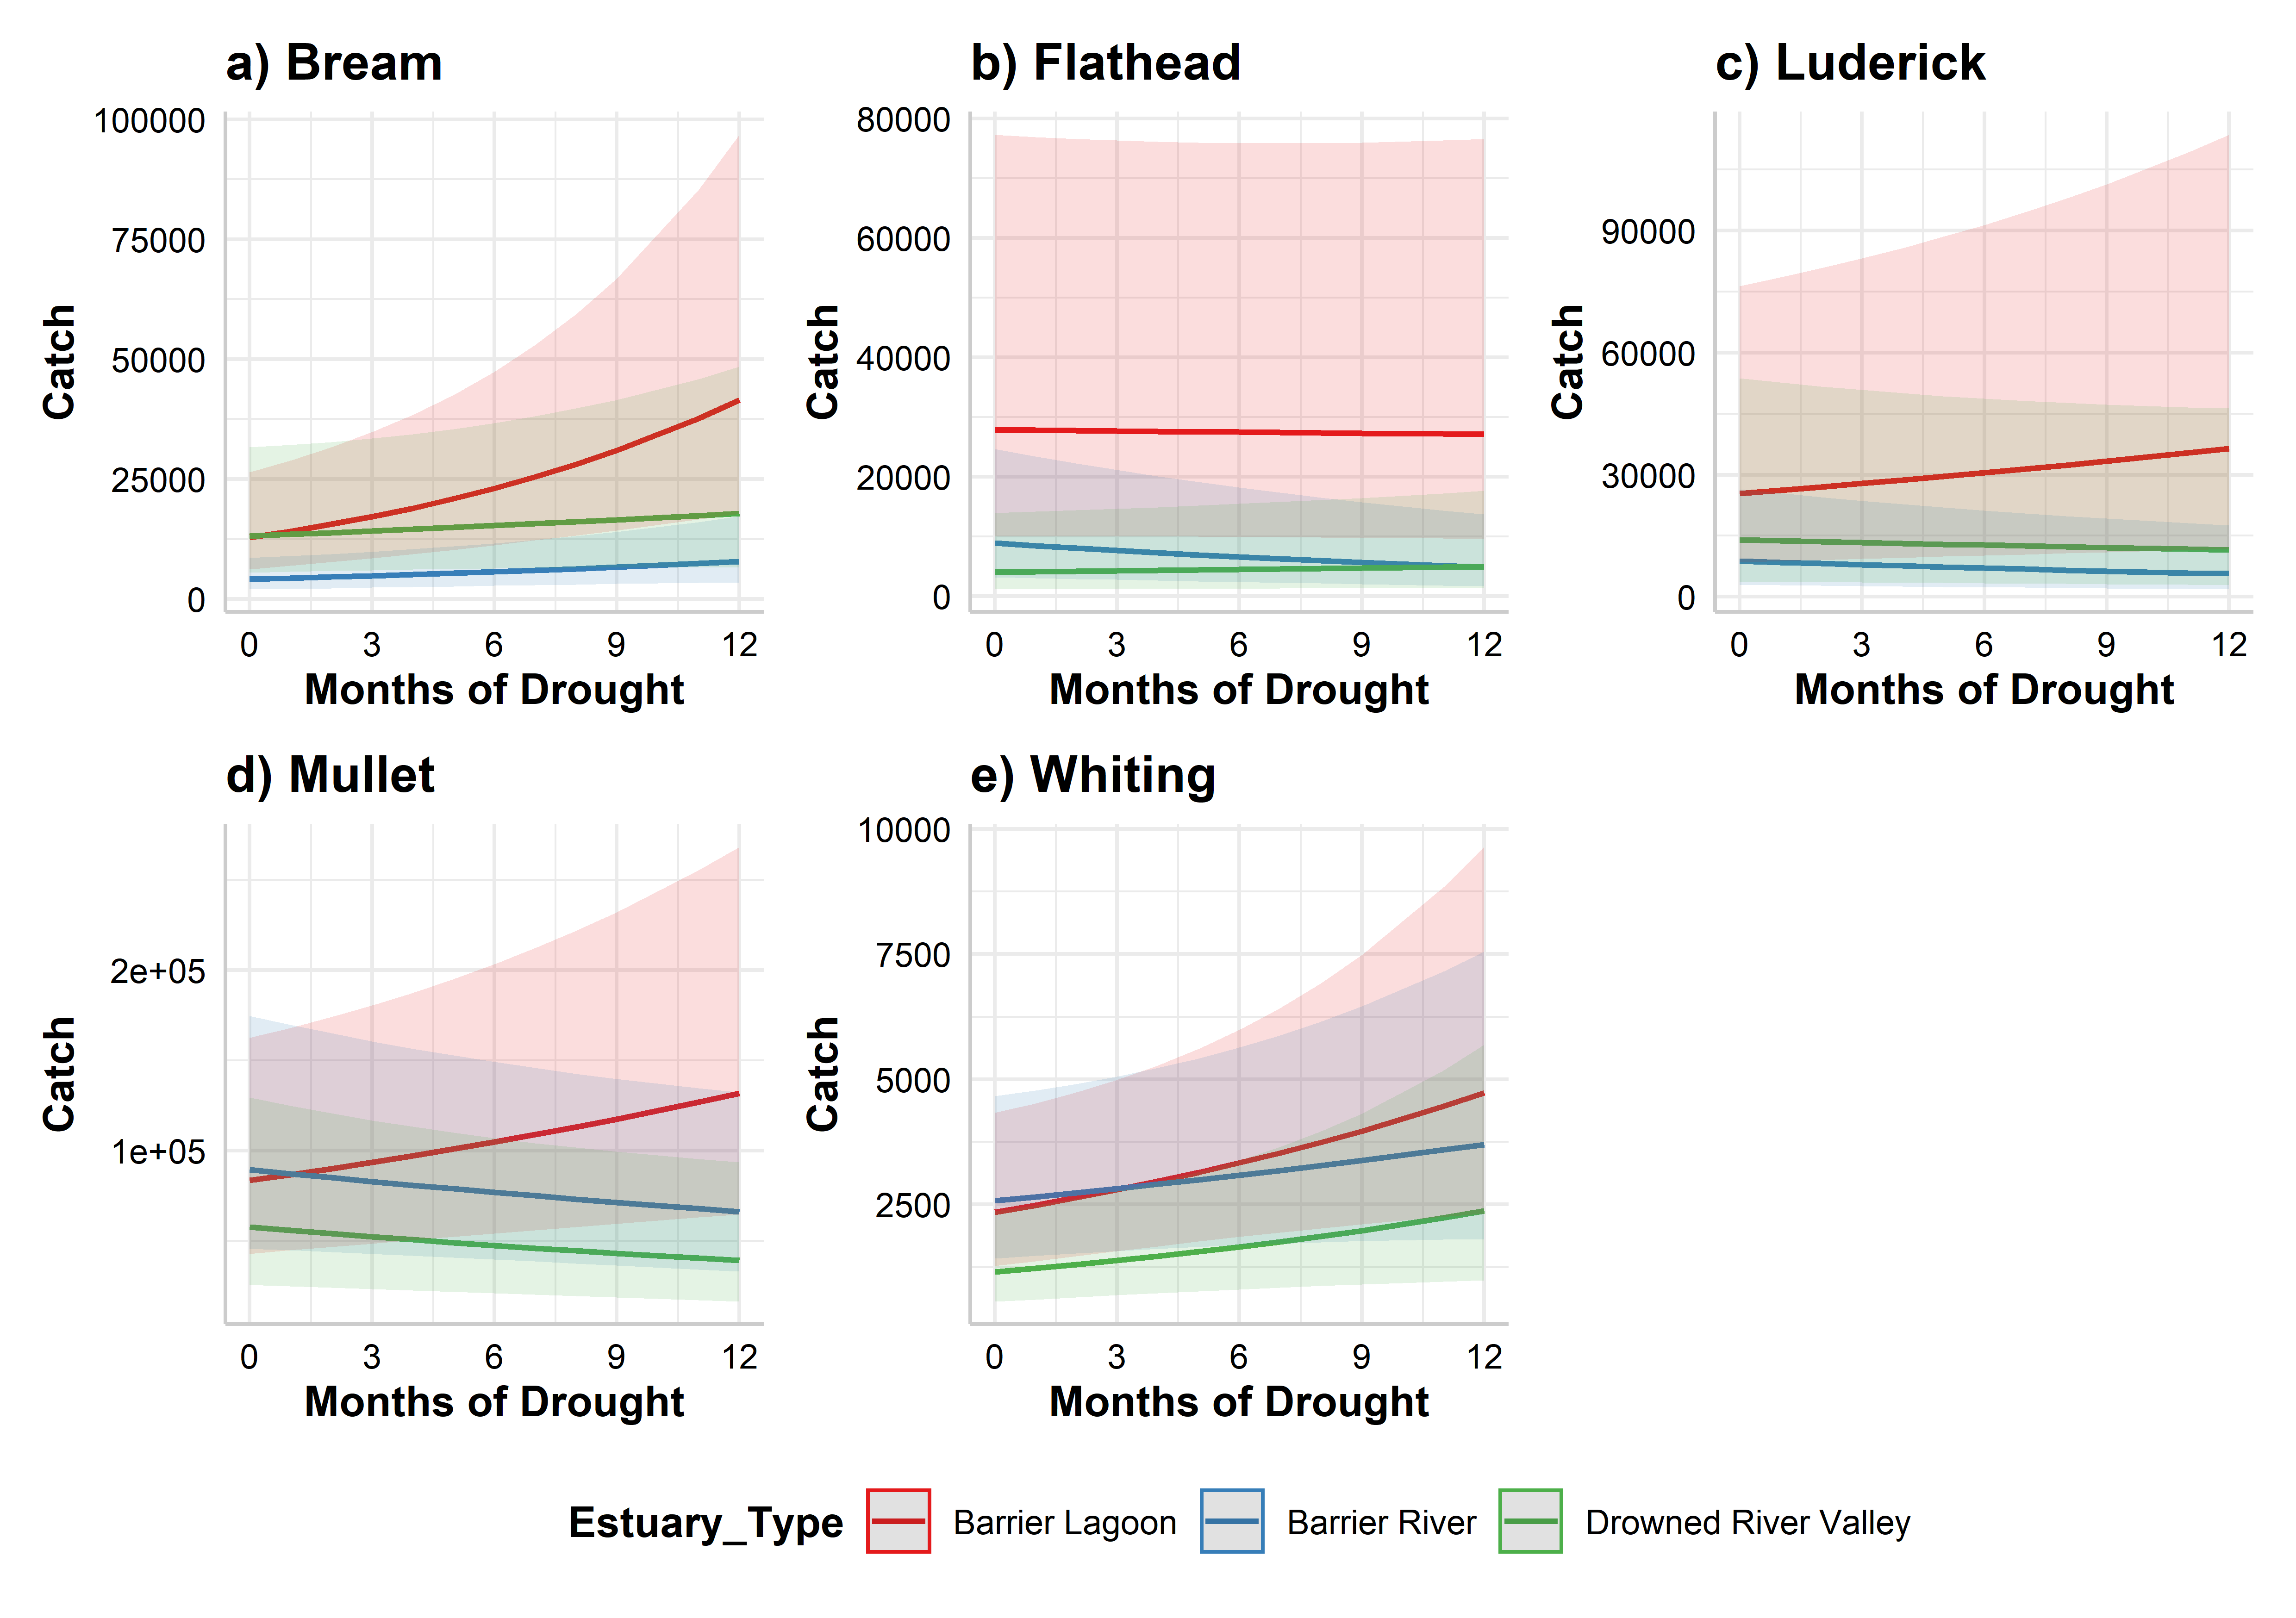 a) Bream
b) Flathead
c) Luderick
100000
75000
50000
25000
0
Catch
0 3 6 9 12
Months of Drought
80000
60000
40000
20000
0
Catch
0 3 6 9 12
Months of Drought
90000
60000
30000
0
Catch
0 3 6 9 12
Months of Drought
d) Mullet
e) Whiting
2e+05
1e+05
Catch
0 3 6 9 12
Months of Drought
10000
7500
5000
2500
Catch
0 3 6 9 12
Months of Drought
Estuary_Type Barrier Lagoon Barrier River Drowned River Valley